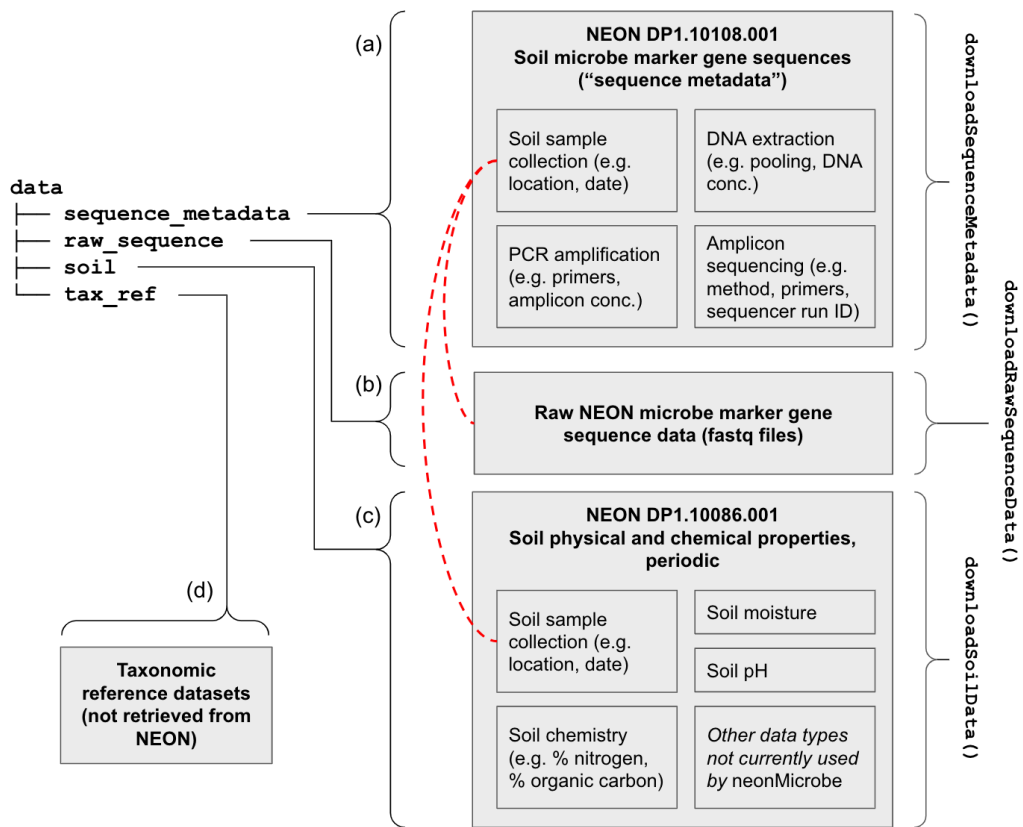 data
sequence_metadata
raw_sequence
soil
tax_ref
(a)
NEON DP1.10108.001
Soil microbe marker gene sequences
(“sequence metadata”)
Soil sample
collection (e.g.
location, date)
DNA extraction
(e.g. pooling, DNA
conc.)
PCR amplification
(e.g. primers,
amplicon conc.)
Amplicon
sequencing (e.g.
method, primers,
sequencer run ID)
downloadSequenceMetadata()
(b)
Raw NEON microbe marker gene
sequence data (fastq files)
downloadRawSequenceData()
(c)
NEON DP1.10086.001
Soil physical and chemical properties,
periodic
Soil sample
collection (e.g.
location, date)
Soil moisture
Soil pH
Soil chemistry
(e.g. % nitrogen,
% organic carbon)
Other data types
not currently used
by neonMicrobe
downloadSoilData()
(d)
Taxonomic
reference datasets
(not retrieved from
NEON)